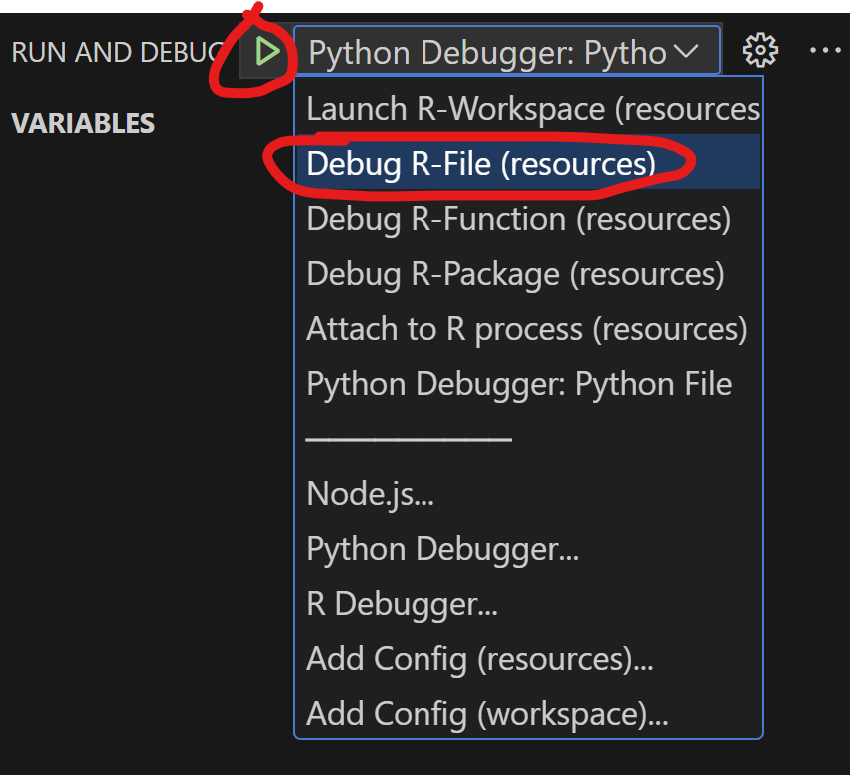 RUN AND DEBUG
Python Debugger: Pytho
VARIABLES
Launch R-Workspace (resources
Debug R-File (resources)
Debug R-Function (resources)
Debug R-Package (resources)
Attach to R process (resources)
Python Debugger: Python File
Node.js...
Python Debugger...
R Debugger...
Add Config (resources)...
Add Config (workspace)...